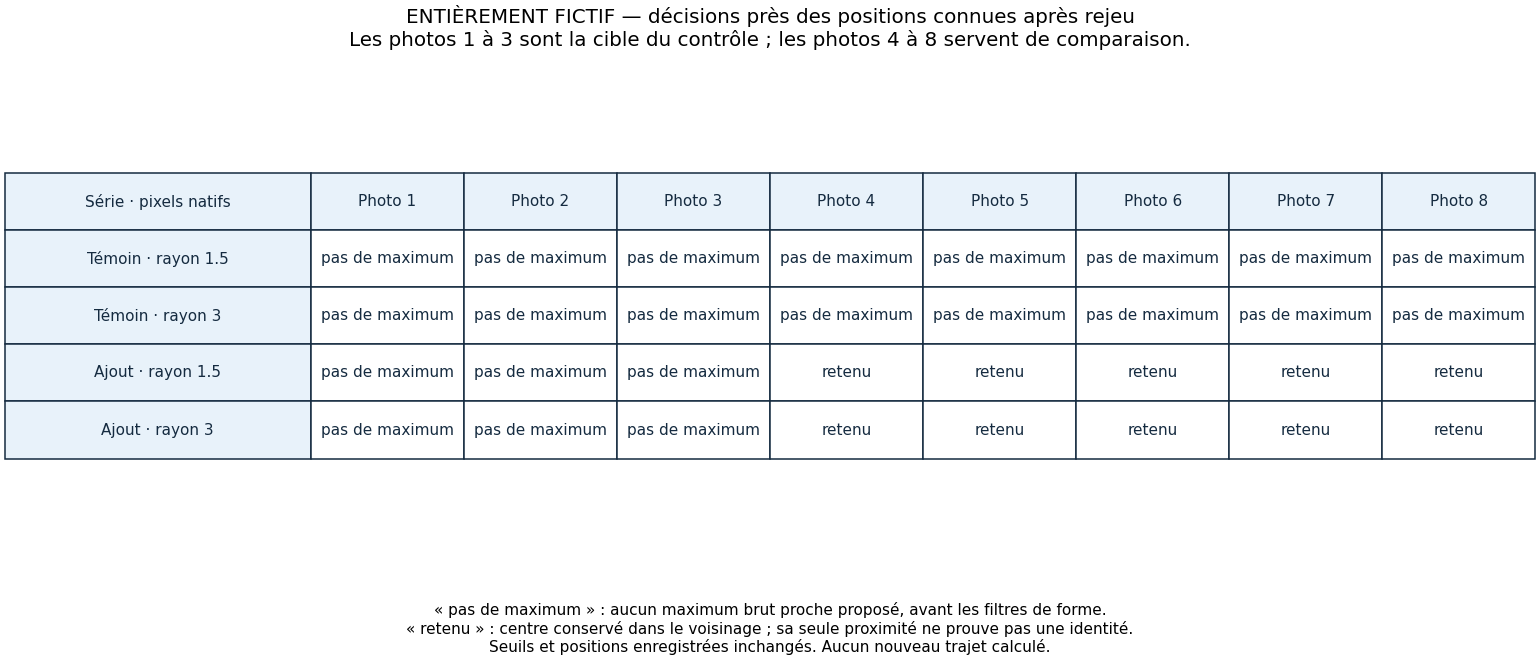 ENTIÈREMENT FICTIF — décisions près des positions connues après rejeu
Les photos 1 à 3 sont la cible du contrôle ; les photos 4 à 8 servent de comparaison.
Série · pixels natifs Photo 1 Photo 2 Photo 3 Photo 4 Photo 5 Photo 6 Photo 7 Photo 8
Témoin · rayon 1.5 pas de maximum pas de maximum pas de maximum pas de maximum pas de maximum pas de maximum pas de maximum pas de maximum
Témoin · rayon 3 pas de maximum pas de maximum pas de maximum pas de maximum pas de maximum pas de maximum pas de maximum pas de maximum
Ajout · rayon 1.5 pas de maximum pas de maximum pas de maximum retenu retenu retenu retenu retenu
Ajout · rayon 3 pas de maximum pas de maximum pas de maximum retenu retenu retenu retenu retenu
« pas de maximum » : aucun maximum brut proche proposé, avant les filtres de forme.
« retenu » : centre conservé dans le voisinage ; sa seule proximité ne prouve pas une identité.
Seuils et positions enregistrées inchangés. Aucun nouveau trajet calculé.